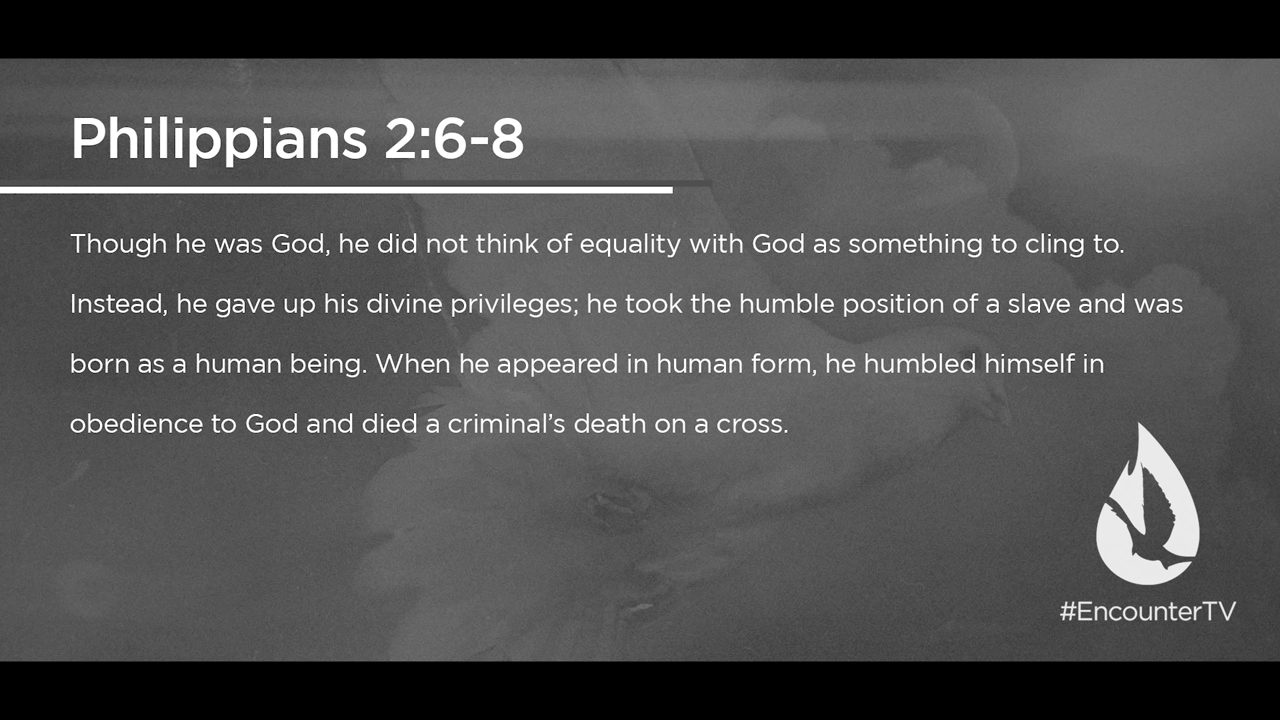 Philippians 2:6-8
Though he was God, he did not think of equality with God as something to cling to.
Instead, he gave up his divine privileges; he took the humble position of a slave and was
born as a human being. When he appeared in human form, he humbled himself in
obedience to God and died a criminal’s death on a cross.
#EncounterTV